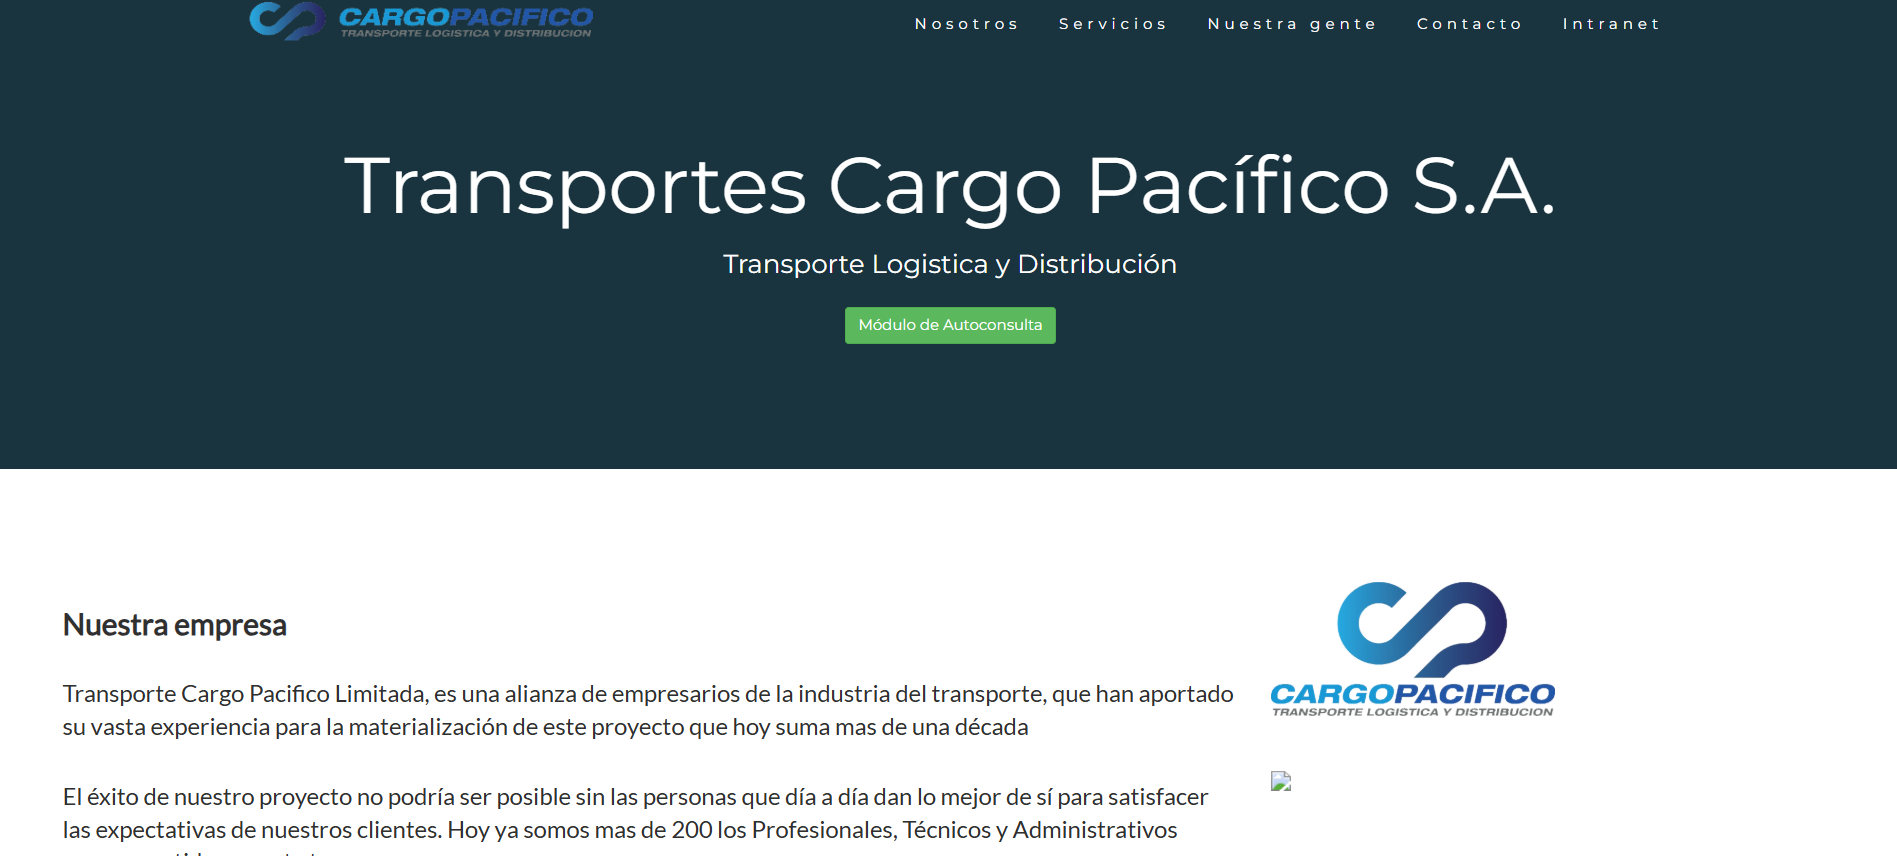 CARGOPACIFICO
TRANSPORTE LOGISTICA Y DISTRIBUCION
Nosotros Servicios Nuestra gente Contacto Intranet
Transportes Cargo Pacífico S.A.
Transporte Logistica y Distribución
Módulo de Autoconsulta
Nuestra empresa
Transporte Cargo Pacifico Limitada, es una alianza de empresarios de la industria del transporte, que han aportado
su vasta experiencia para la materialización de este proyecto que hoy suma mas de una década
El éxito de nuestro proyecto no podría ser posible sin las personas que día a día dan lo mejor de sí para satisfacer
las expectativas de nuestros clientes. Hoy ya somos mas de 200 los Profesionales, Técnicos y Administrativos
CARGOPACIFICO
TRANSPORTE LOGISTICA Y DISTRIBUCION